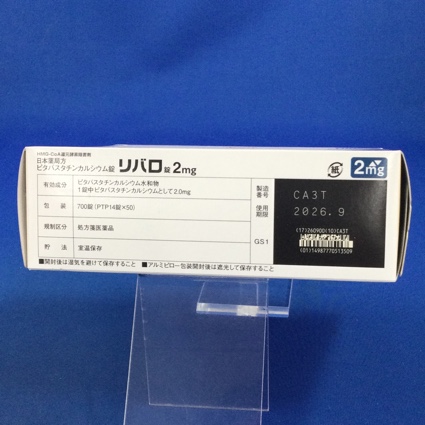 HMG-CoA還元酵素阻害剤
日本薬局方
ピタバスタチンカルシウム錠 リバロ錠2mg
2mg
紙
有効成分 ピタバスタチンカルシウム水和物
1錠中ピタバスタチンカルシウムとして2.0mg
包装 700錠(PTP14錠×50)
規制区分 処方箋医薬品
貯法 室温保存
製造番号 CA3T
使用期限 2026.9
GS1
(17)260900(10)CA3T
(01)14987770513509
■開封後は湿気を避けて保存すること ■アルミピロー包装開封後は遮光して保存すること